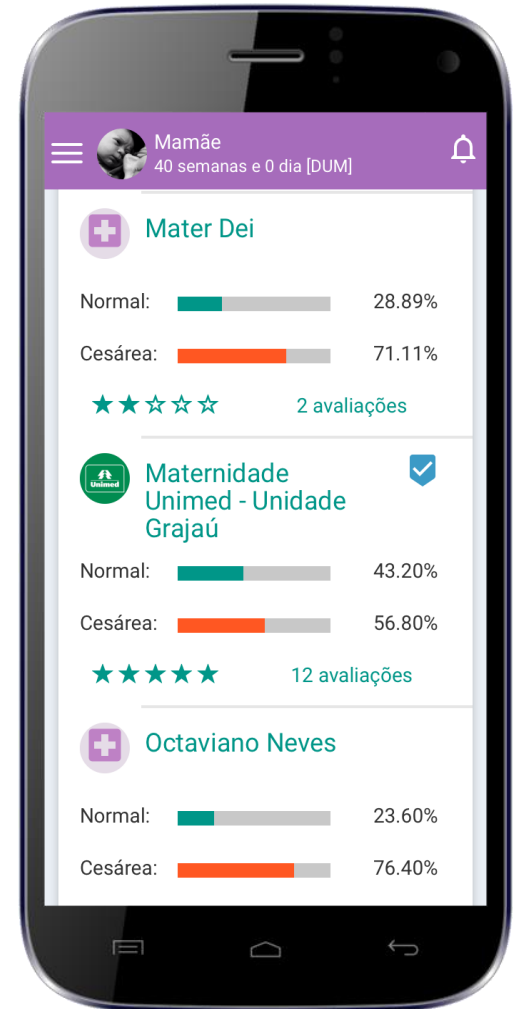 Mamãe
40 semanas e 0 dia [DUM]
Mater Dei
Normal: 28.89%
Cesárea: 71.11%
2 avaliações
Unimed
Maternidade
Unimed - Unidade
Grajaú
Normal: 43.20%
Cesárea: 56.80%
12 avaliações
Octaviano Neves
Normal: 23.60%
Cesárea: 76.40%